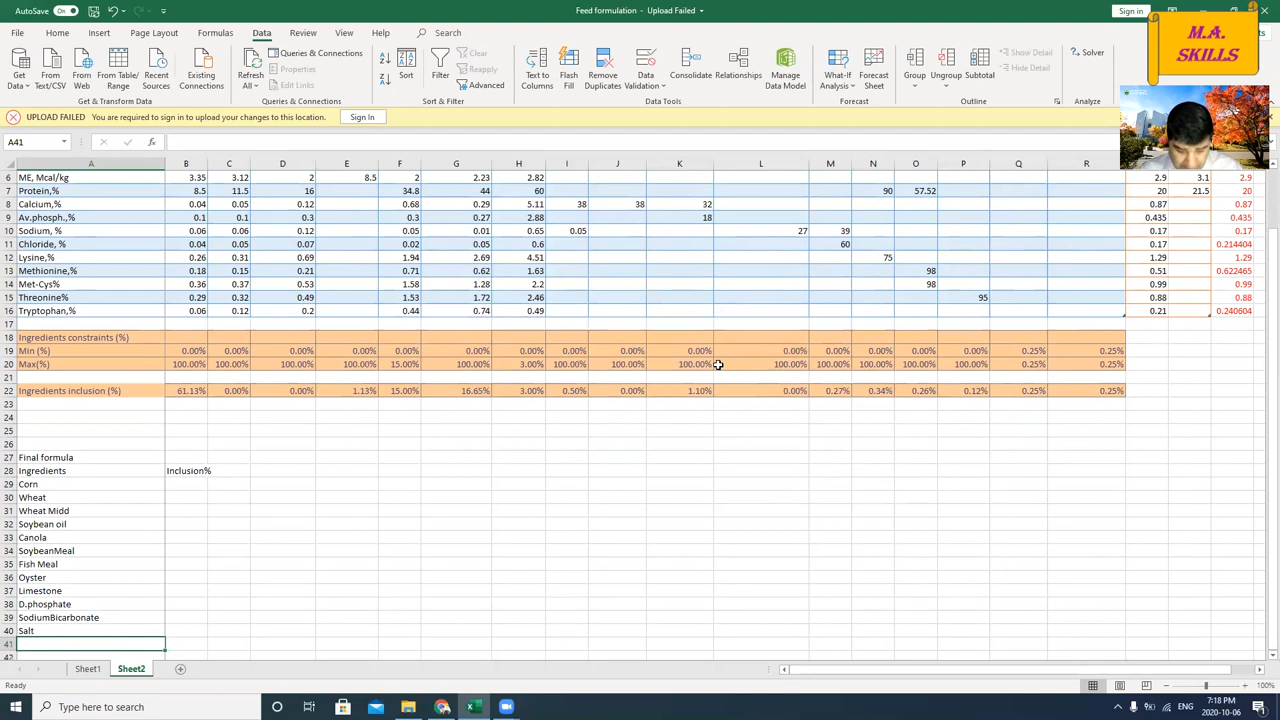 AutoSave On Feed formulation - Upload Failed Sign in
File Home Insert Page Layout Formulas Data Review View Help Search
M.A.
SKILLS
Get Data From Text/CSV From Web From Table/Range Recent Sources Existing Connections Refresh All Queries & Connections Properties Edit Links Sort Filter Clear Reapply Advanced Text to Columns Flash Fill Remove Duplicates Data Validation Consolidate Relationships Manage Data Model What-If Analysis Forecast Sheet Group Ungroup Subtotal Show Detail Hide Detail Solver
Get & Transform Data Queries & Connections Sort & Filter Data Tools Forecast Outline Analyze
UPLOAD FAILED You are required to sign in to upload your changes to this location. Sign In
A41 fx
A B C D E F G H I J K L M N O P Q R
6 ME, Mcal/kg 3.35 3.12 2 8.5 2 2.23 2.82 2.9 3.1 2.9
7 Protein,% 8.5 11.5 16 34.8 44 60 90 57.52 20 21.5 20
8 Calcium,% 0.04 0.05 0.12 0.68 0.29 5.11 38 38 32 0.87 0.87
9 Av.phosph.,% 0.1 0.1 0.3 0.3 0.27 2.88 18 0.435 0.435
10 Sodium, % 0.06 0.06 0.12 0.05 0.01 0.65 0.05 27 39 0.17 0.17
11 Chloride, % 0.04 0.05 0.07 0.02 0.05 0.6 60 0.17 0.214404
12 Lysine,% 0.26 0.31 0.69 1.94 2.69 4.51 75 1.29 1.29
13 Methionine,% 0.18 0.15 0.21 0.71 0.62 1.63 98 0.51 0.622465
14 Met-Cys% 0.36 0.37 0.53 1.58 1.28 2.2 98 0.99 0.99
15 Threonine% 0.29 0.32 0.49 1.53 1.72 2.46 95 0.88 0.88
16 Tryptophan,% 0.06 0.12 0.2 0.44 0.74 0.49 0.21 0.240604
17
18 Ingredients constraints (%)
19 Min (%) 0.00% 0.00% 0.00% 0.00% 0.00% 0.00% 0.00% 0.00% 0.00% 0.00% 0.00% 0.00% 0.00% 0.00% 0.00% 0.25% 0.25%
20 Max(%) 100.00% 100.00% 100.00% 100.00% 15.00% 100.00% 3.00% 100.00% 100.00% 100.00% 100.00% 100.00% 100.00% 100.00% 100.00% 0.25% 0.25%
21
22 Ingredients inclusion (%) 61.13% 0.00% 0.00% 1.13% 15.00% 16.65% 3.00% 0.50% 0.00% 1.10% 0.00% 0.27% 0.34% 0.26% 0.12% 0.25% 0.25%
23
24
25
26
27 Final formula
28 Ingredients Inclusion%
29 Corn
30 Wheat
31 Wheat Midd
32 Soybean oil
33 Canola
34 SoybeanMeal
35 Fish Meal
36 Oyster
37 Limestone
38 D.phosphate
39 SodiumBicarbonate
40 Salt
41
42
Sheet1 Sheet2
Ready 100%
Type here to search ENG 7:18 PM
2020-10-06